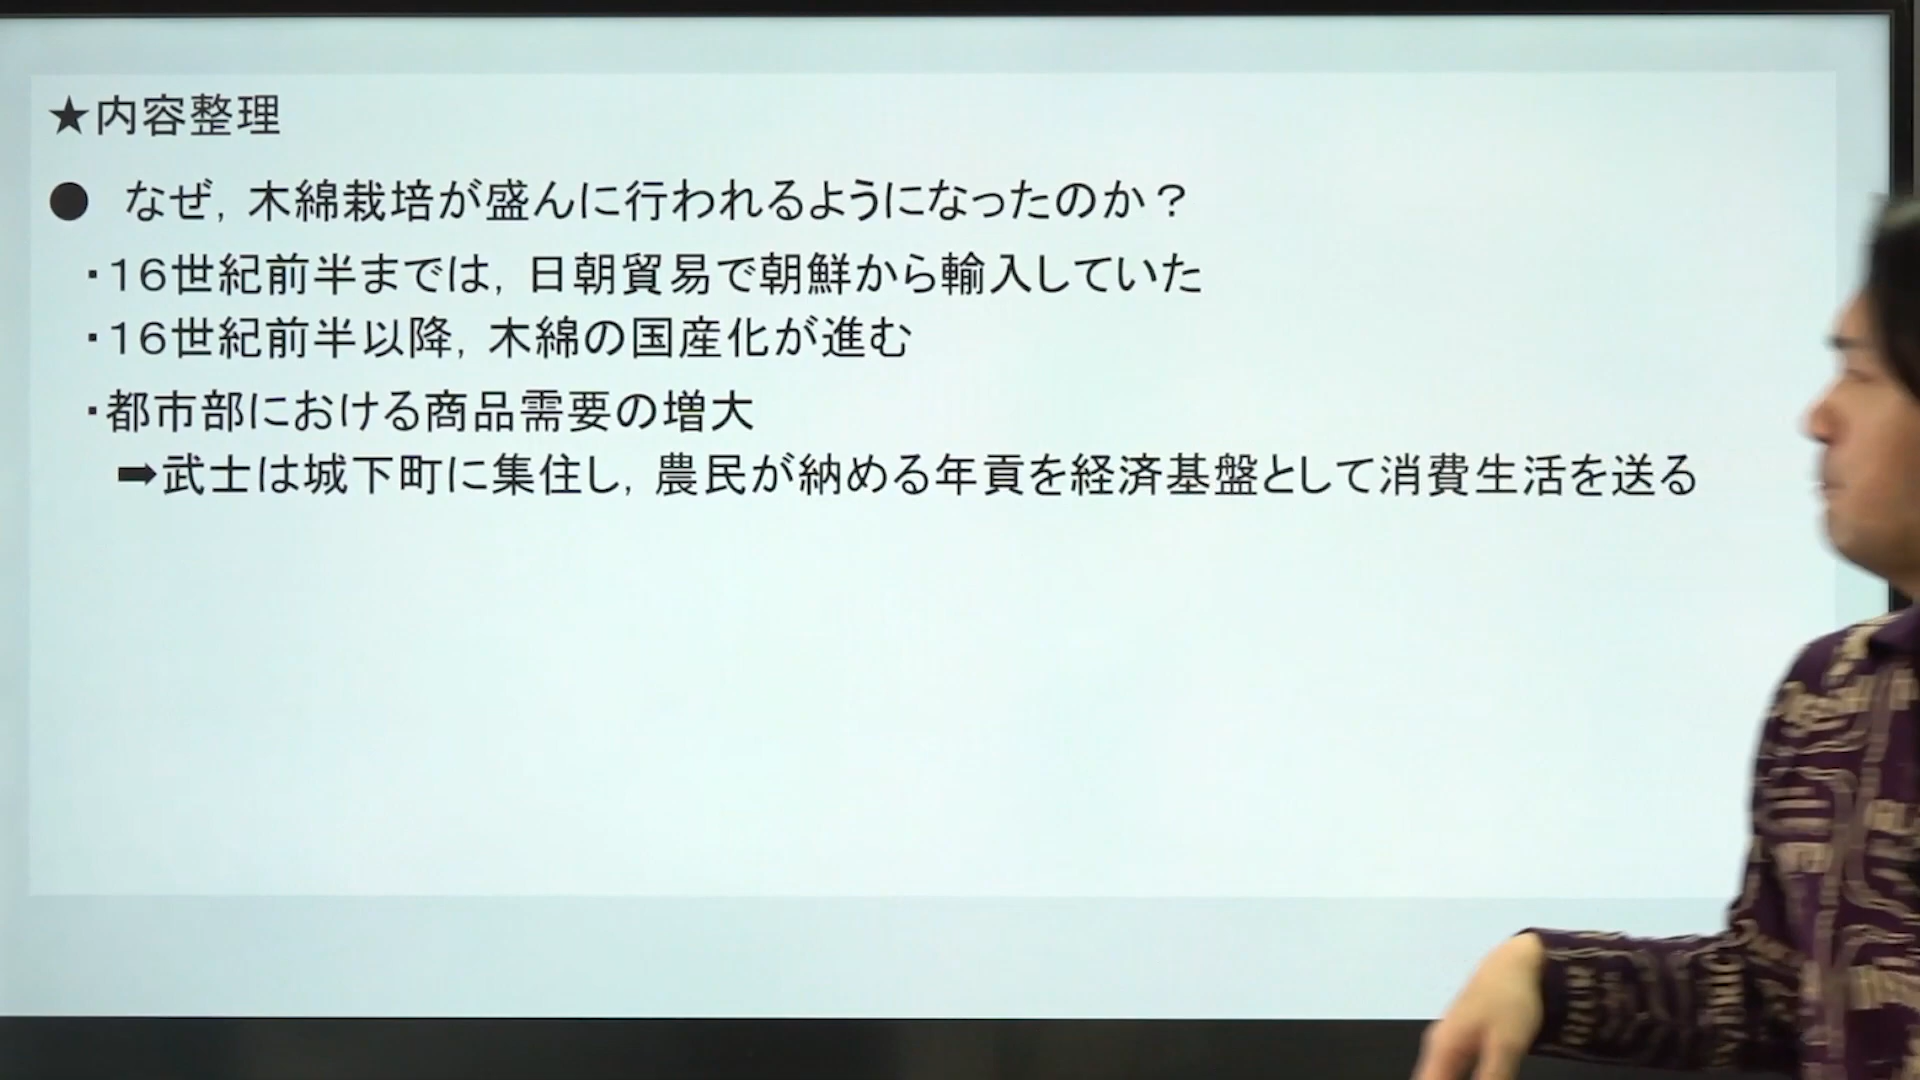 ★内容整理
● なぜ，木綿栽培が盛んに行われるようになったのか？
・１６世紀前半までは，日朝貿易で朝鮮から輸入していた
・１６世紀前半以降，木綿の国産化が進む
・都市部における商品需要の増大
➡武士は城下町に集住し，農民が納める年貢を経済基盤として消費生活を送る